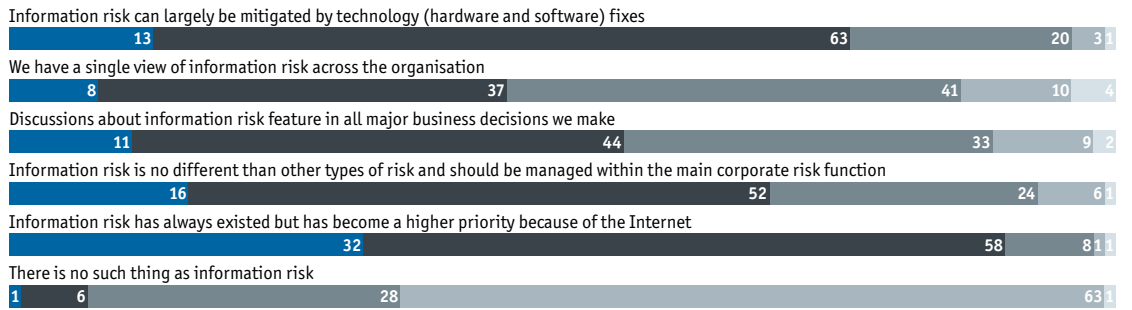 Information risk can largely be mitigated by technology (hardware and software) fixes
13 63 20 3 1
We have a single view of information risk across the organisation
8 37 41 10 4
Discussions about information risk feature in all major business decisions we make
11 44 33 9 2
Information risk is no different than other types of risk and should be managed within the main corporate risk function
16 52 24 6 1
Information risk has always existed but has become a higher priority because of the Internet
32 58 8 1 1
There is no such thing as information risk
1 6 28 63 1